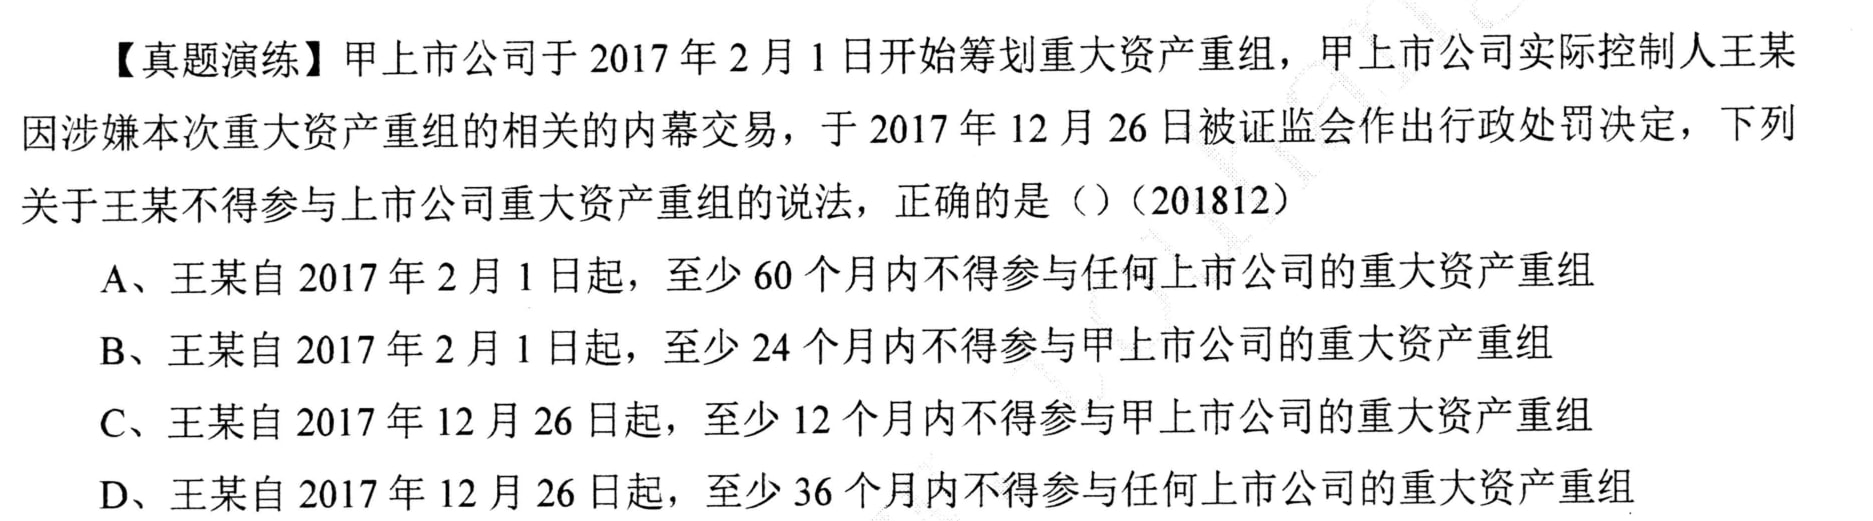 【真题演练】甲上市公司于 2017 年 2 月 1 日开始筹划重大资产重组，甲上市公司实际控制人王某
因涉嫌本次重大资产重组的相关的内幕交易，于 2017 年 12 月 26 日被证监会作出行政处罚决定，下列
关于王某不得参与上市公司重大资产重组的说法，正确的是（）（201812）
A、王某自 2017 年 2 月 1 日起，至少 60 个月内不得参与任何上市公司的重大资产重组
B、王某自 2017 年 2 月 1 日起，至少 24 个月内不得参与甲上市公司的重大资产重组
C、王某自 2017 年 12 月 26 日起，至少 12 个月内不得参与甲上市公司的重大资产重组
D、王某自 2017 年 12 月 26 日起，至少 36 个月内不得参与任何上市公司的重大资产重组